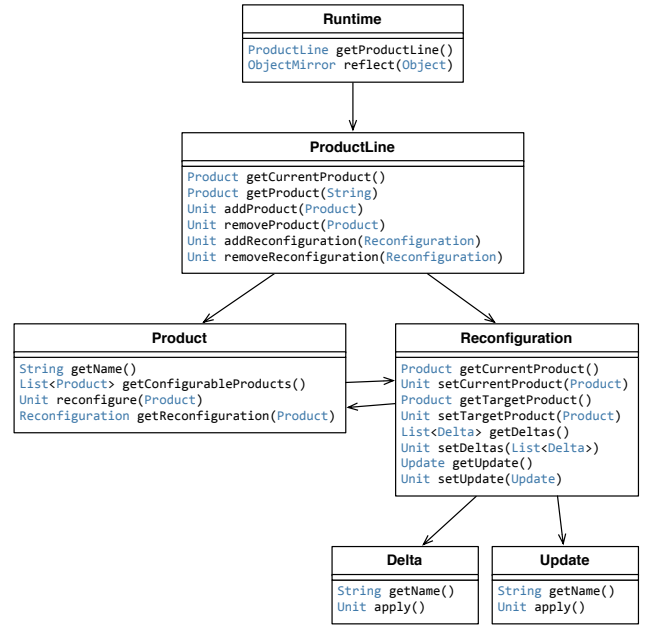 Runtime
ProductLine getProductLine()
ObjectMirror reflect(Object)
ProductLine
Product getCurrentProduct()
Product getProduct(String)
Unit addProduct(Product)
Unit removeProduct(Product)
Unit addReconfiguration(Reconfiguration)
Unit removeReconfiguration(Reconfiguration)
Product
String getName()
List<Product> getConfigurableProducts()
Unit reconfigure(Product)
Reconfiguration getReconfiguration(Product)
Reconfiguration
Product getCurrentProduct()
Unit setCurrentProduct(Product)
Product getTargetProduct()
Unit setTargetProduct(Product)
List<Delta> getDeltas()
Unit setDeltas(List<Delta>)
Update getUpdate()
Unit setUpdate(Update)
Delta
String getName()
Unit apply()
Update
String getName()
Unit apply()